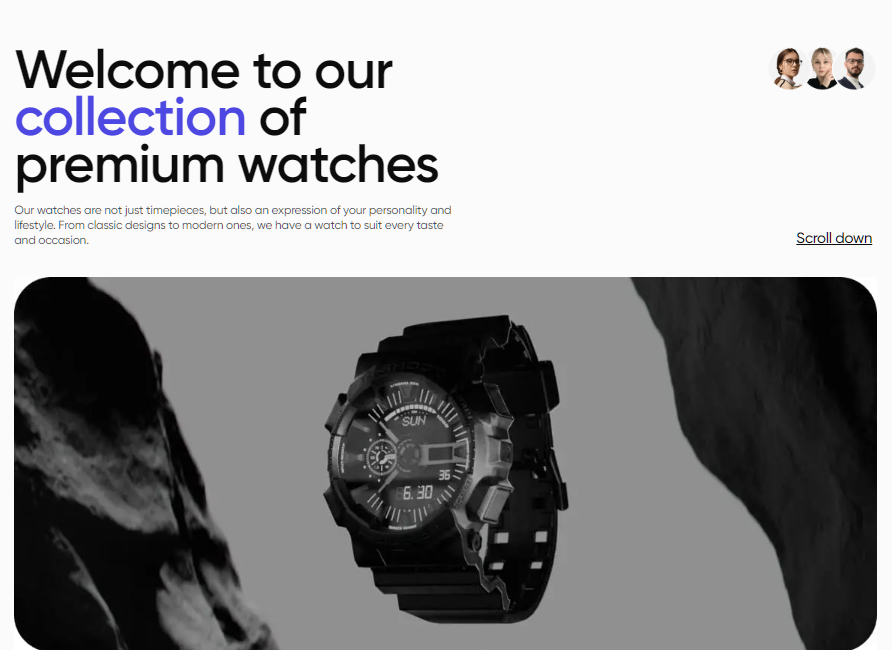 Welcome to our
collection of
premium watches
Our watches are not just timepieces, but also an expression of your personality and
lifestyle. From classic designs to modern ones, we have a watch to suit every taste
and occasion.
Scroll down
SUN
36
6:30